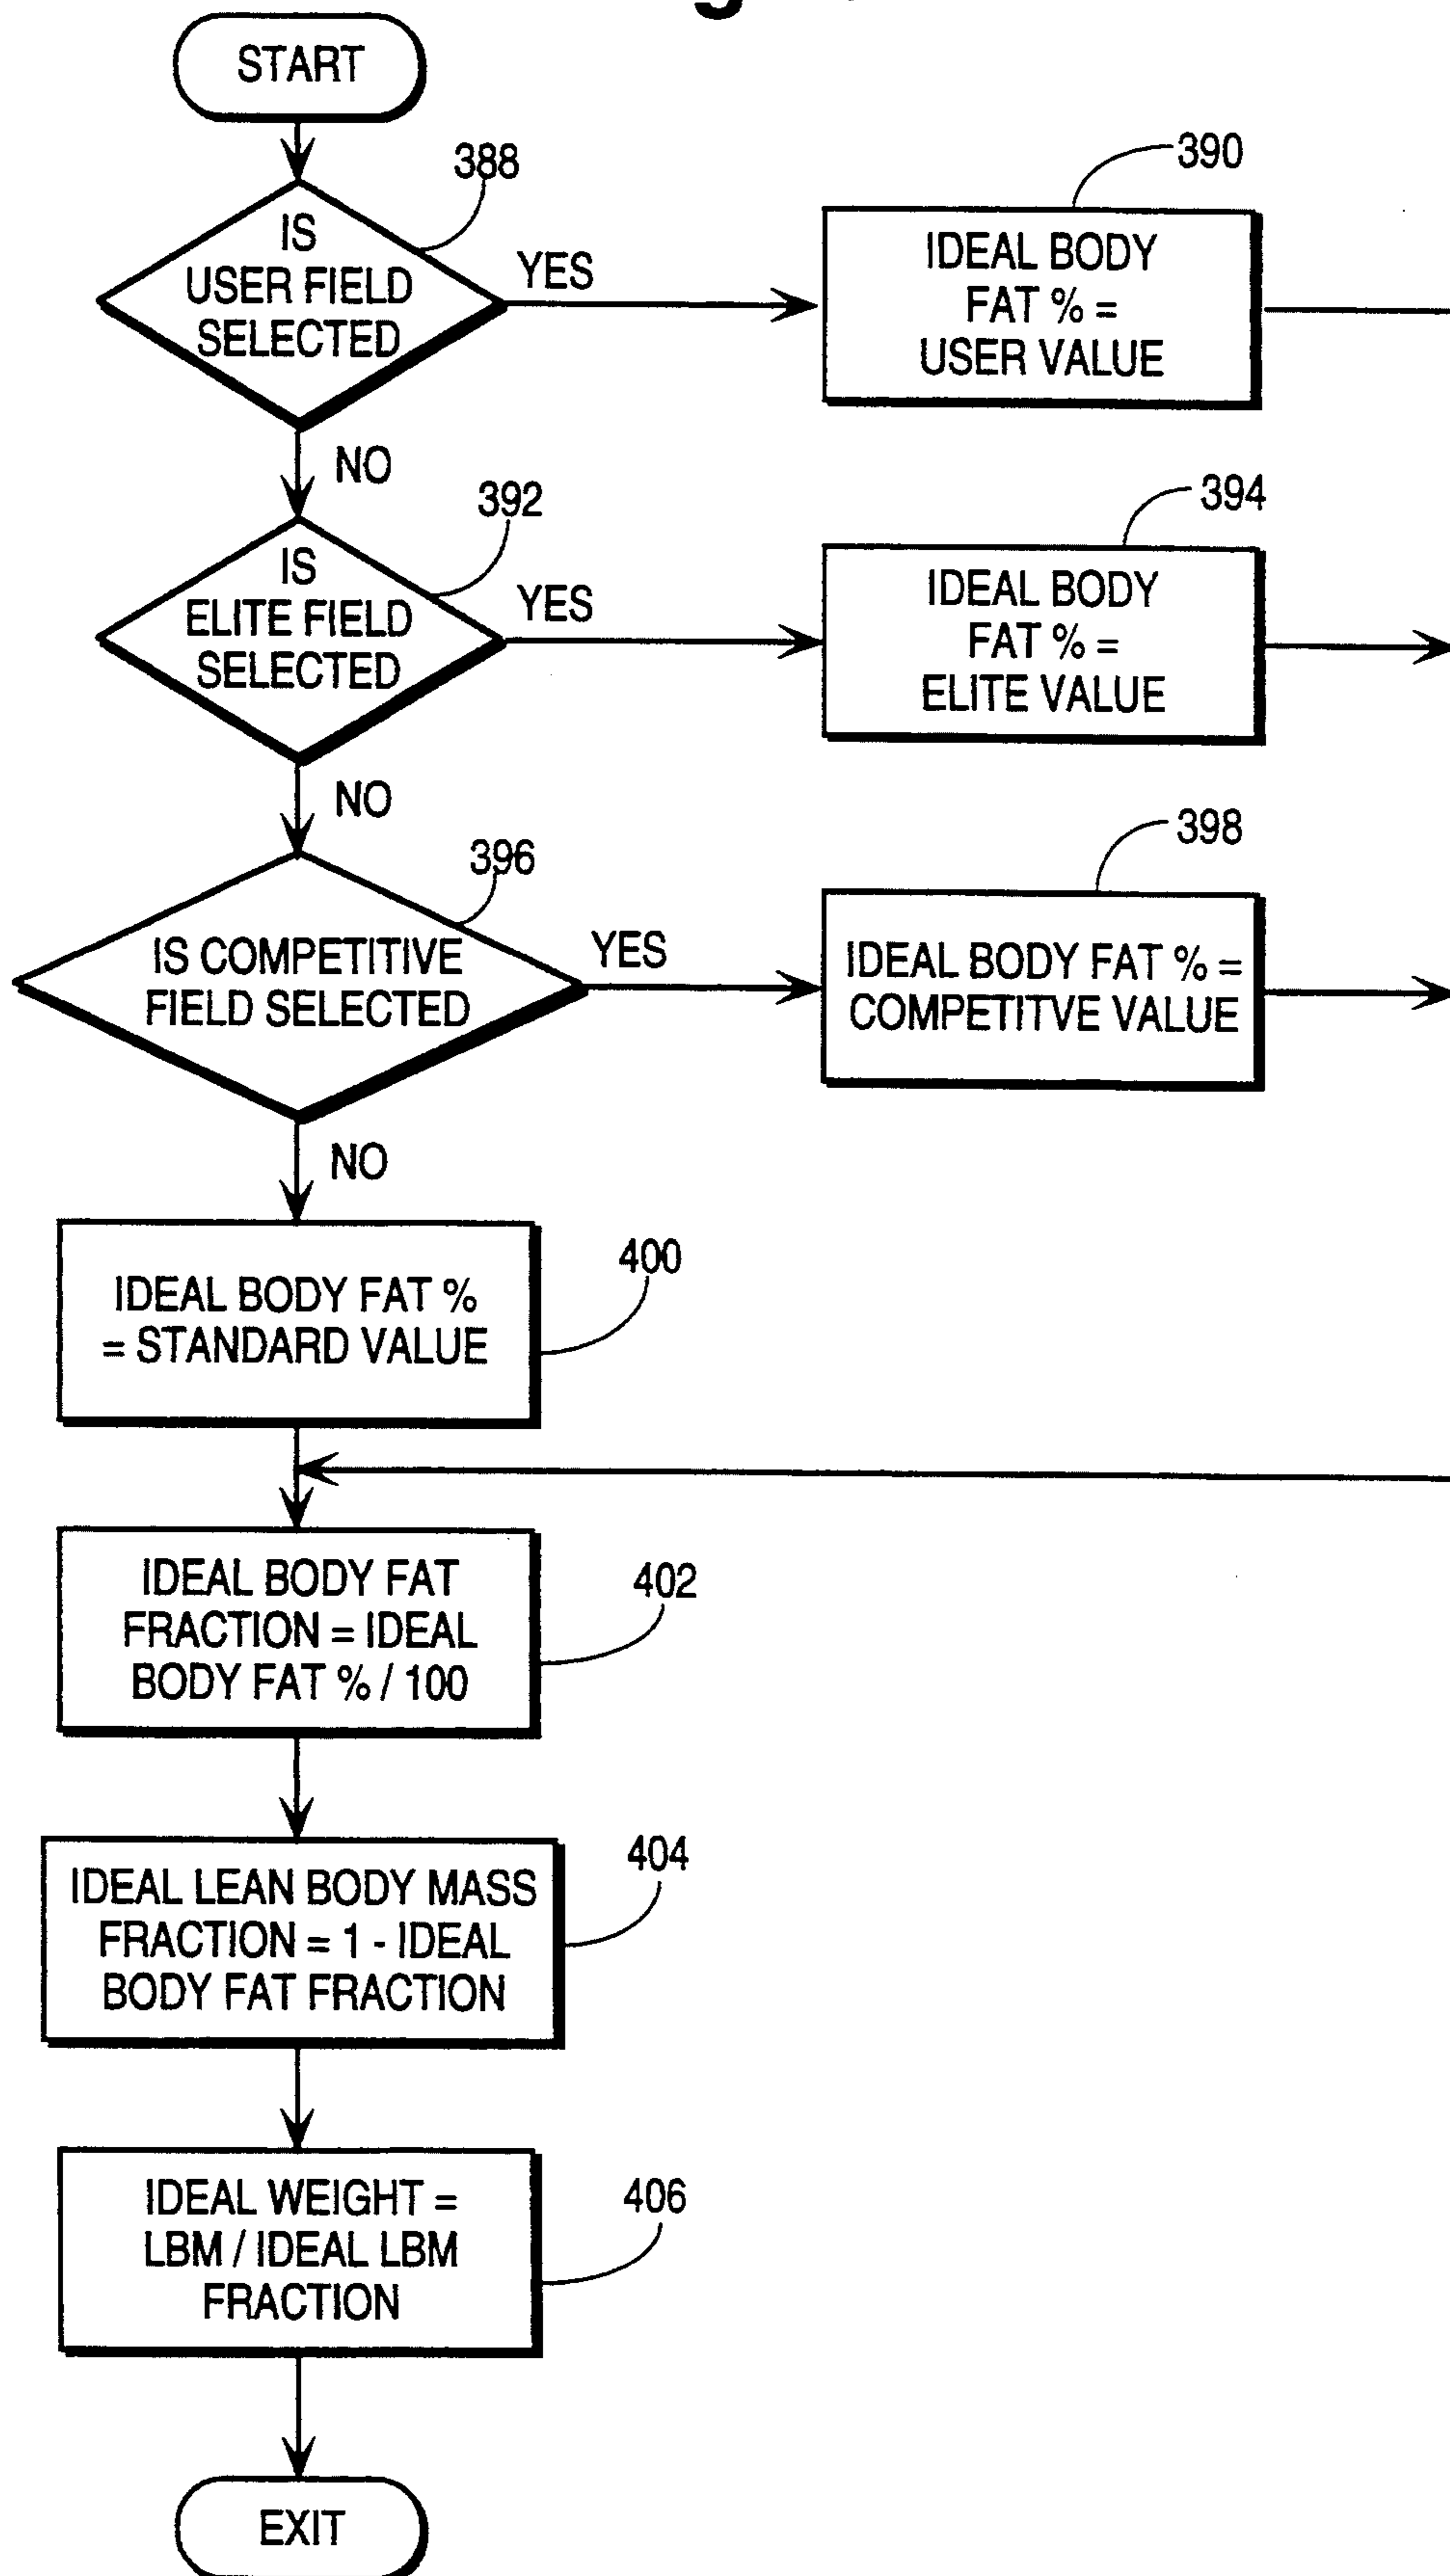 START
388
IS
USER FIELD
SELECTED
YES
390
IDEAL BODY
FAT % =
USER VALUE
NO
392
IS
ELITE FIELD
SELECTED
YES
394
IDEAL BODY
FAT % =
ELITE VALUE
NO
396
IS COMPETITIVE
FIELD SELECTED
YES
398
IDEAL BODY FAT % =
COMPETITVE VALUE
NO
400
IDEAL BODY FAT %
= STANDARD VALUE
402
IDEAL BODY FAT
FRACTION = IDEAL
BODY FAT % / 100
404
IDEAL LEAN BODY MASS
FRACTION = 1 - IDEAL
BODY FAT FRACTION
406
IDEAL WEIGHT =
LBM / IDEAL LBM
FRACTION
EXIT